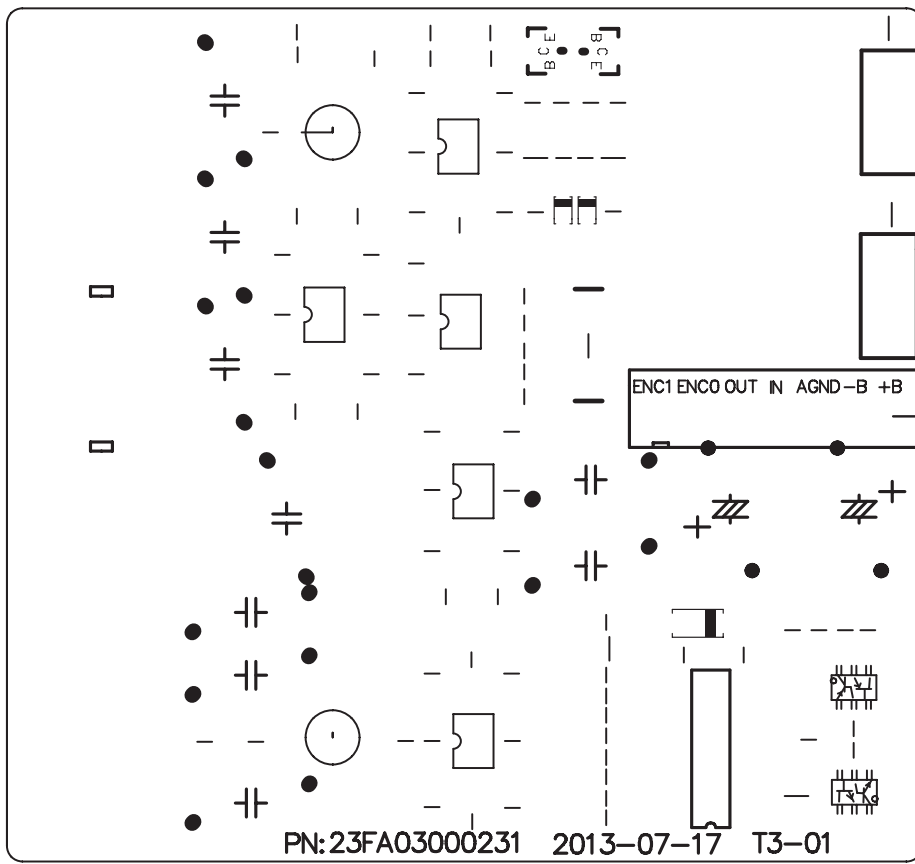 B C E
B C E
ENC1 ENC0 OUT IN AGND -B +B
PN: 23FA03000231 2013-07-17 T3-01